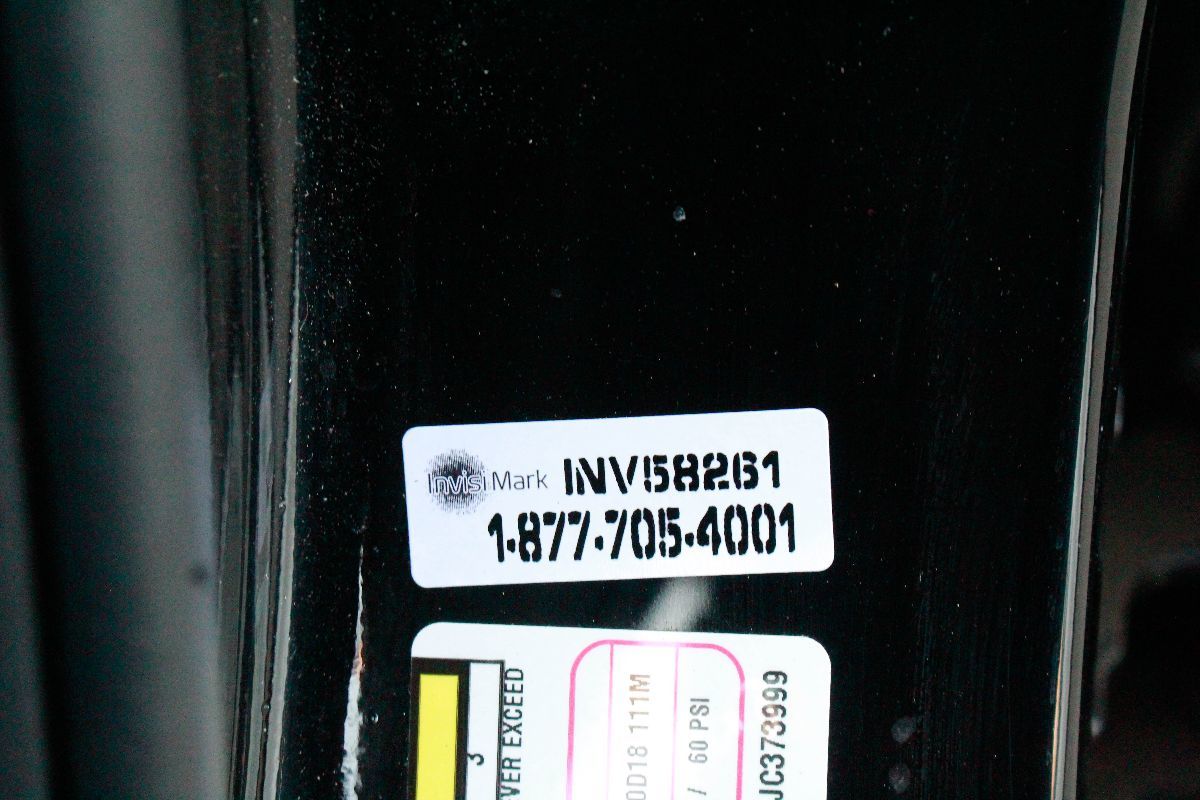 InvisiMark INV58261
1-877-705-4001
3
VER EXCEED
0D18 111M
/ 60 PSI
JC373999